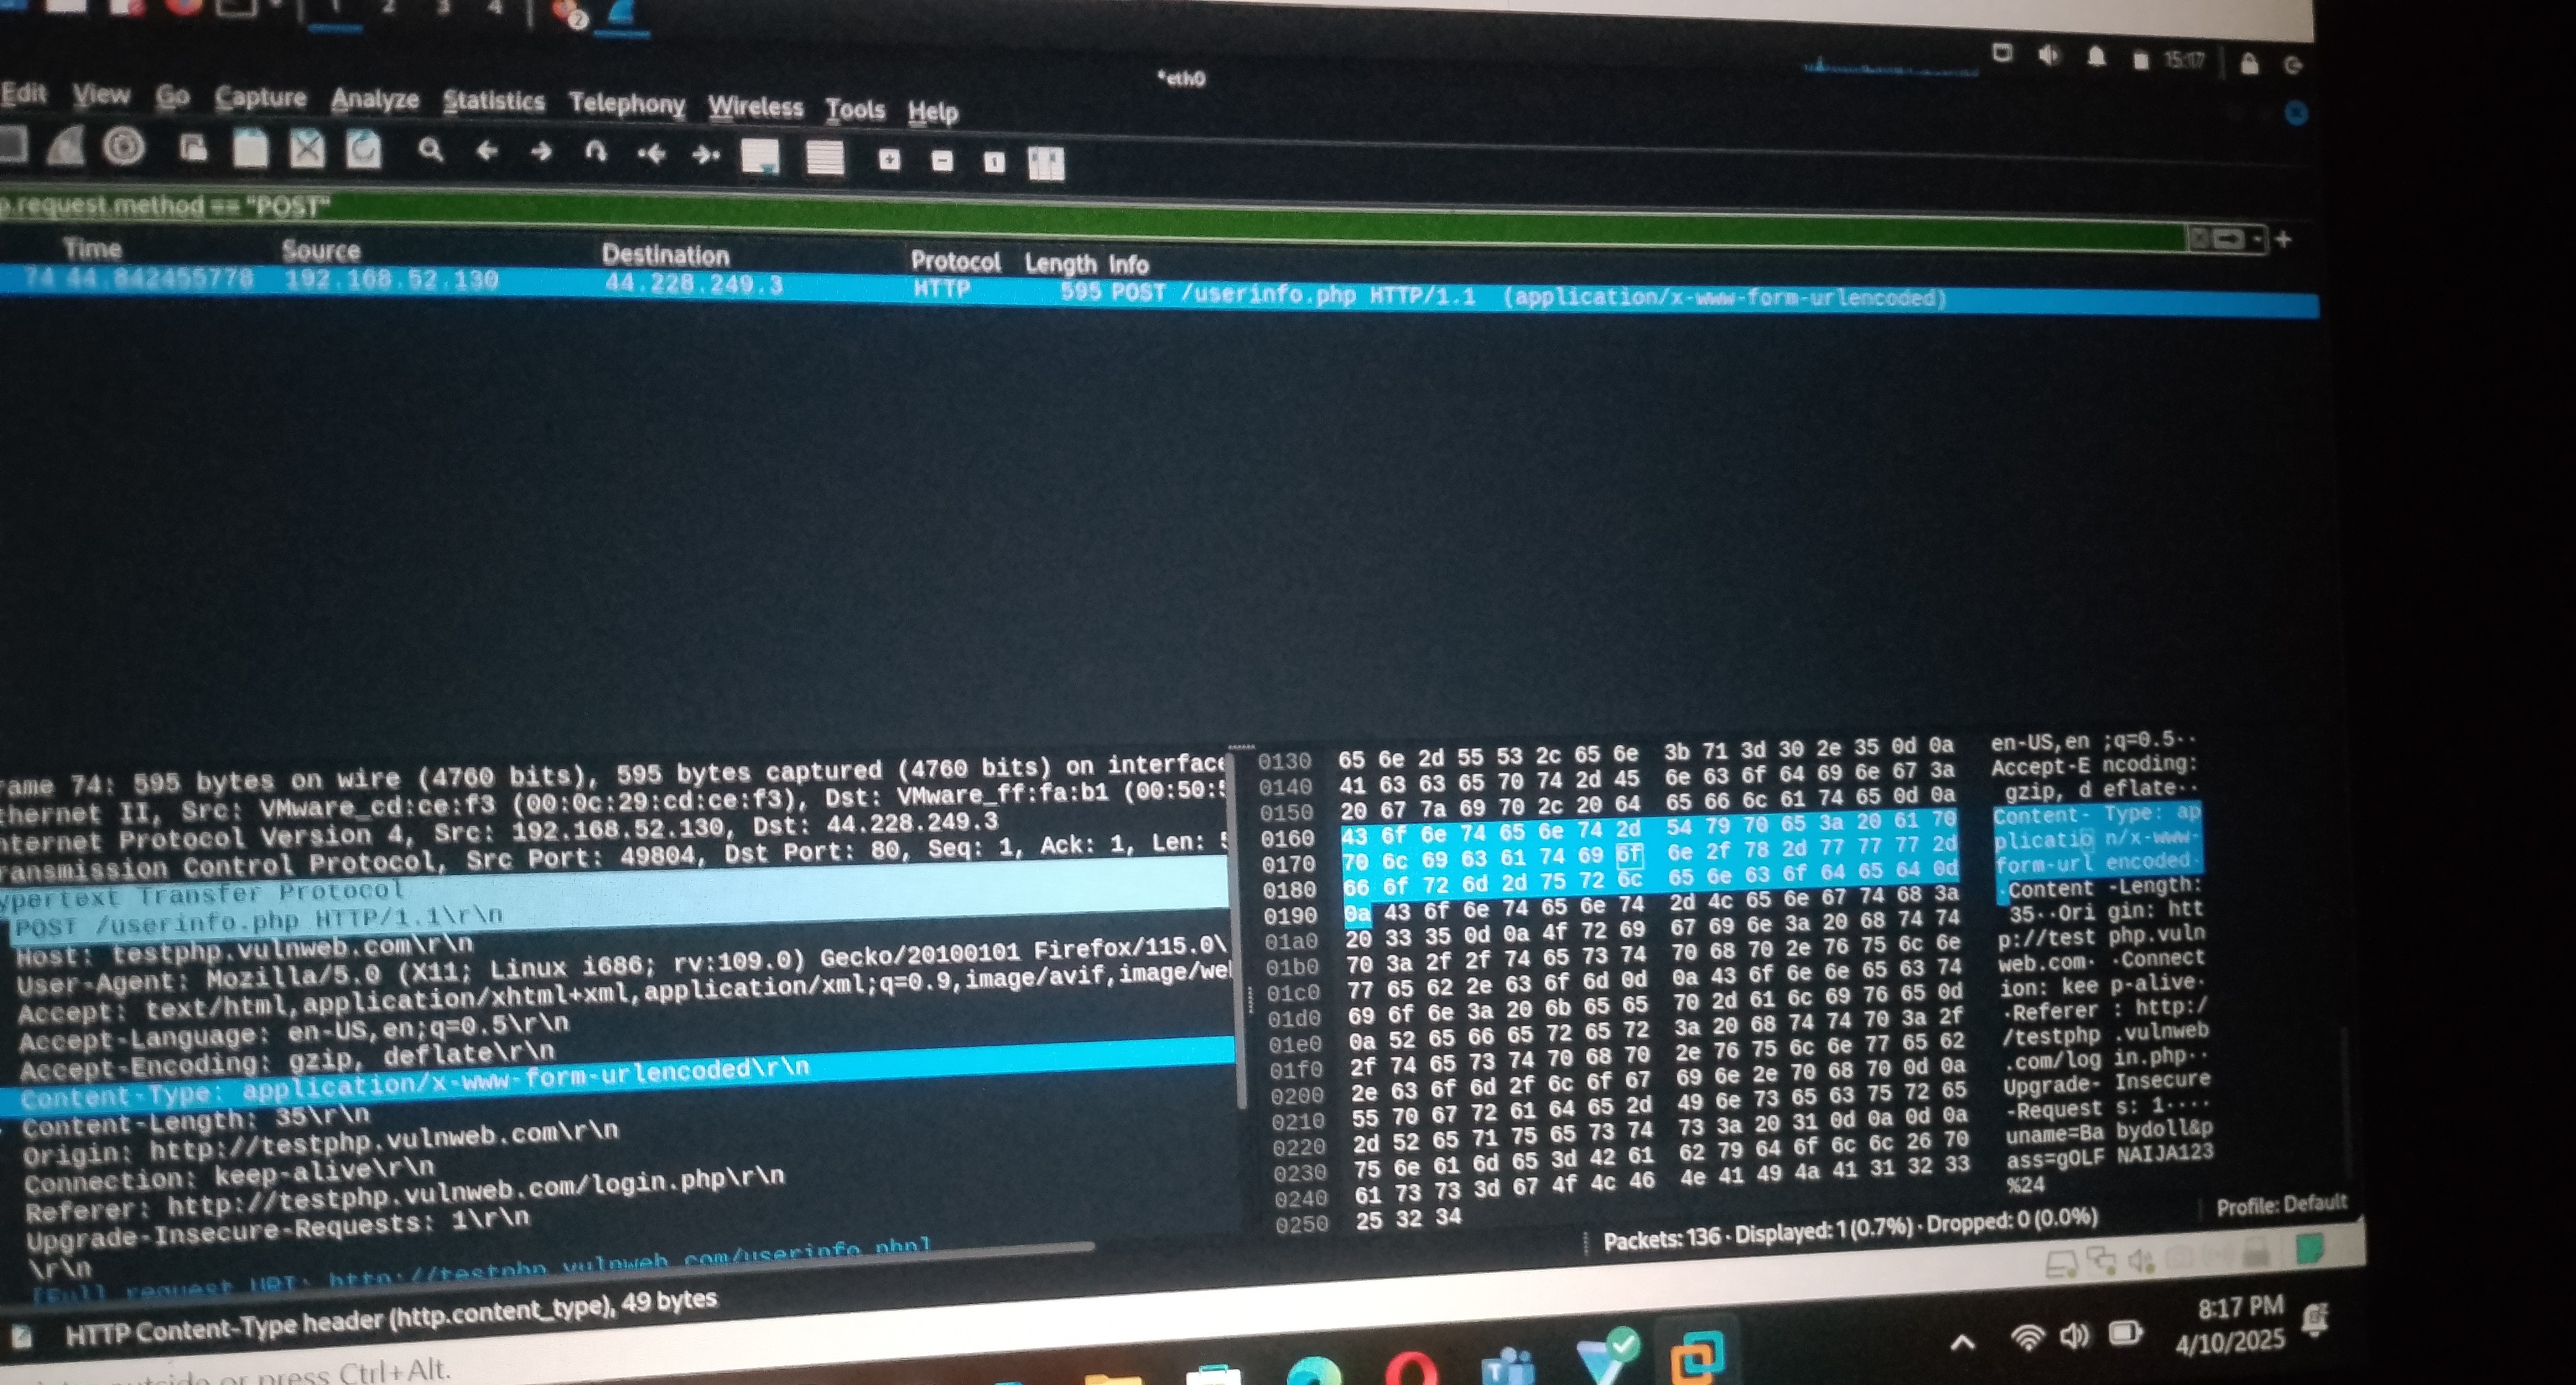 1 2 3 4
2
15:17
*eth0
Edit View Go Capture Analyze Statistics Telephony Wireless Tools Help
p.request.method == "POST"
Time Source Destination Protocol Length Info
74 44.842455778 192.168.52.130 44.228.249.3 HTTP 595 POST /userinfo.php HTTP/1.1 (application/x-www-form-urlencoded)
rame 74: 595 bytes on wire (4760 bits), 595 bytes captured (4760 bits) on interface
thernet II, Src: VMware_cd:ce:f3 (00:0c:29:cd:ce:f3), Dst: VMware_ff:fa:b1 (00:50:5
nternet Protocol Version 4, Src: 192.168.52.130, Dst: 44.228.249.3
ransmission Control Protocol, Src Port: 49804, Dst Port: 80, Seq: 1, Ack: 1, Len: 5
ypertext Transfer Protocol
POST /userinfo.php HTTP/1.1\r\n
Host: testphp.vulnweb.com\r\n
User-Agent: Mozilla/5.0 (X11; Linux i686; rv:109.0) Gecko/20100101 Firefox/115.0\
Accept: text/html,application/xhtml+xml,application/xml;q=0.9,image/avif,image/we
Accept-Language: en-US,en;q=0.5\r\n
Accept-Encoding: gzip, deflate\r\n
Content-Type: application/x-www-form-urlencoded\r\n
Content-Length: 35\r\n
Origin: http://testphp.vulnweb.com\r\n
Connection: keep-alive\r\n
Referer: http://testphp.vulnweb.com/login.php\r\n
Upgrade-Insecure-Requests: 1\r\n
\r\n
[Full request URI: http://testphp.vulnweb.com/userinfo.php]
0130 65 6e 2d 55 53 2c 65 6e 3b 71 3d 30 2e 35 0d 0a en-US,en ;q=0.5··
0140 41 63 63 65 70 74 2d 45 6e 63 6f 64 69 6e 67 3a Accept-E ncoding:
0150 20 67 7a 69 70 2c 20 64 65 66 6c 61 74 65 0d 0a gzip, d eflate··
0160 43 6f 6e 74 65 6e 74 2d 54 79 70 65 3a 20 61 70 Content- Type: ap
0170 70 6c 69 63 61 74 69 6f 6e 2f 78 2d 77 77 77 2d plicatio n/x-www-
0180 66 6f 72 6d 2d 75 72 6c 65 6e 63 6f 64 65 64 0d form-url encoded·
0190 0a 43 6f 6e 74 65 6e 74 2d 4c 65 6e 67 74 68 3a ·Content -Length:
01a0 20 33 35 0d 0a 4f 72 69 67 69 6e 3a 20 68 74 74 35··Ori gin: htt
01b0 70 3a 2f 2f 74 65 73 74 70 68 70 2e 76 75 6c 6e p://test php.vuln
01c0 77 65 62 2e 63 6f 6d 0d 0a 43 6f 6e 6e 65 63 74 web.com· ·Connect
01d0 69 6f 6e 3a 20 6b 65 65 70 2d 61 6c 69 76 65 0d ion: kee p-alive·
01e0 0a 52 65 66 65 72 65 72 3a 20 68 74 74 70 3a 2f ·Referer : http:/
01f0 2f 74 65 73 74 70 68 70 2e 76 75 6c 6e 77 65 62 /testphp .vulnweb
0200 2e 63 6f 6d 2f 6c 6f 67 69 6e 2e 70 68 70 0d 0a .com/log in.php··
0210 55 70 67 72 61 64 65 2d 49 6e 73 65 63 75 72 65 Upgrade- Insecure
0220 2d 52 65 71 75 65 73 74 73 3a 20 31 0d 0a 0d 0a -Request s: 1····
0230 75 6e 61 6d 65 3d 42 61 62 79 64 6f 6c 6c 26 70 uname=Ba bydoll&p
0240 61 73 73 3d 67 4f 4c 46 4e 41 49 4a 41 31 32 33 ass=gOLF NAIJA123
0250 25 32 34 %24
HTTP Content-Type header (http.content_type), 49 bytes
Packets: 136 · Displayed: 1 (0.7%) · Dropped: 0 (0.0%)
Profile: Default
outside or press Ctrl+Alt.
8:17 PM
4/10/2025